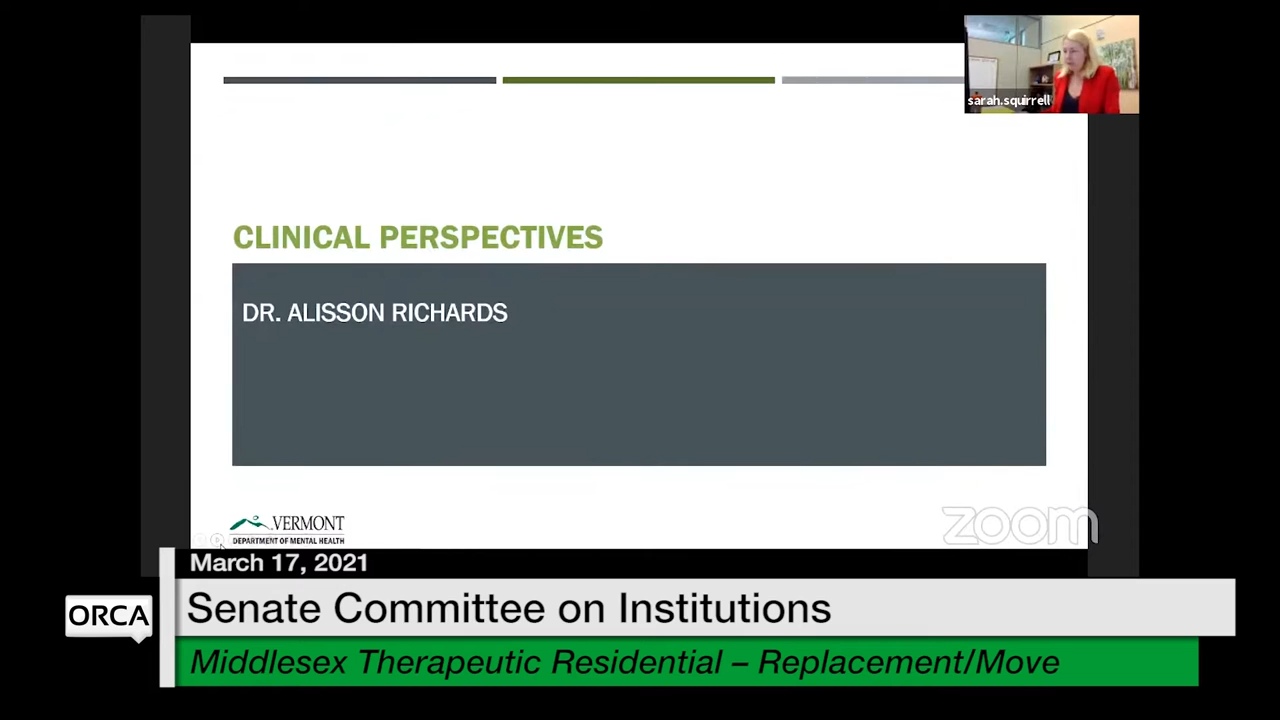 sarah.squirrell
CLINICAL PERSPECTIVES
DR. ALISSON RICHARDS
VERMONT
DEPARTMENT OF MENTAL HEALTH
zoom
March 17, 2021
ORCA
Senate Committee on Institutions
Middlesex Therapeutic Residential – Replacement/Move